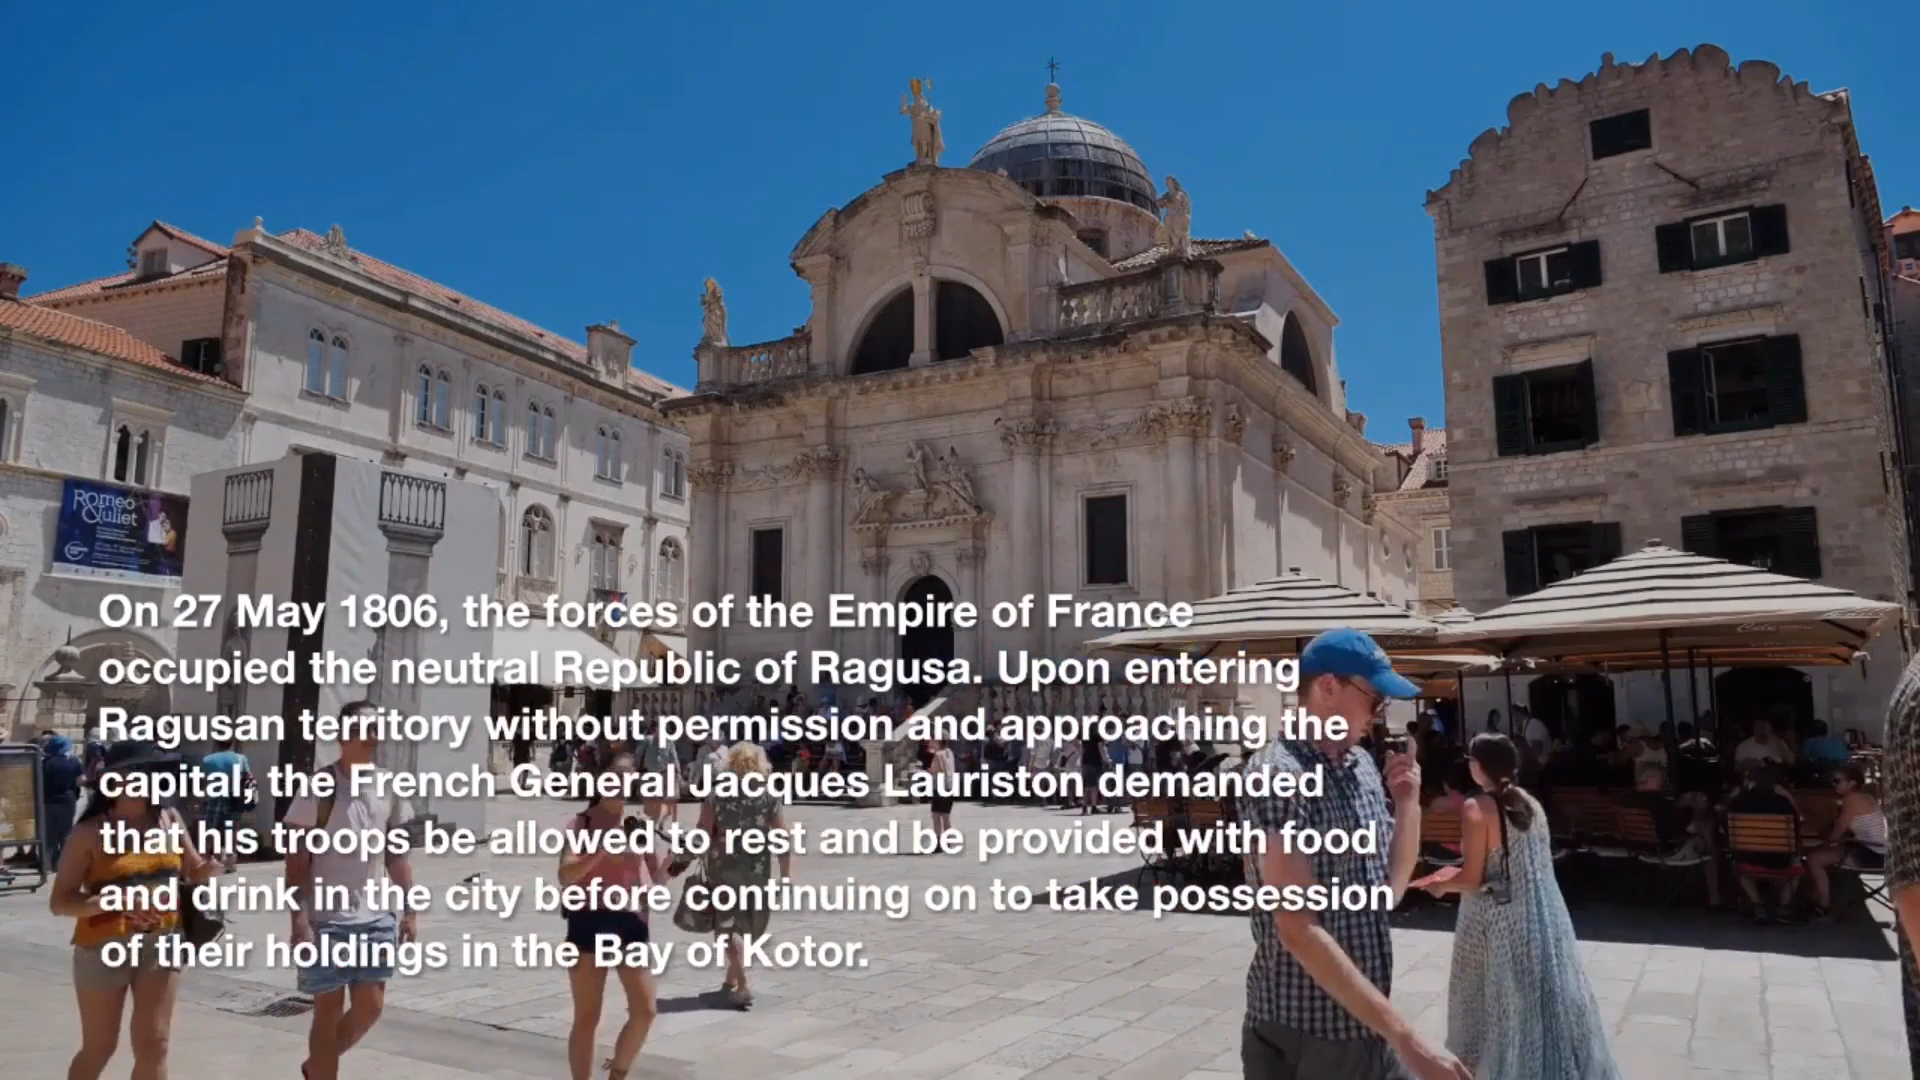 Romeo
&Juliet
On 27 May 1806, the forces of the Empire of France
occupied the neutral Republic of Ragusa. Upon entering
Ragusan territory without permission and approaching the
capital, the French General Jacques Lauriston demanded
that his troops be allowed to rest and be provided with food
and drink in the city before continuing on to take possession
of their holdings in the Bay of Kotor.